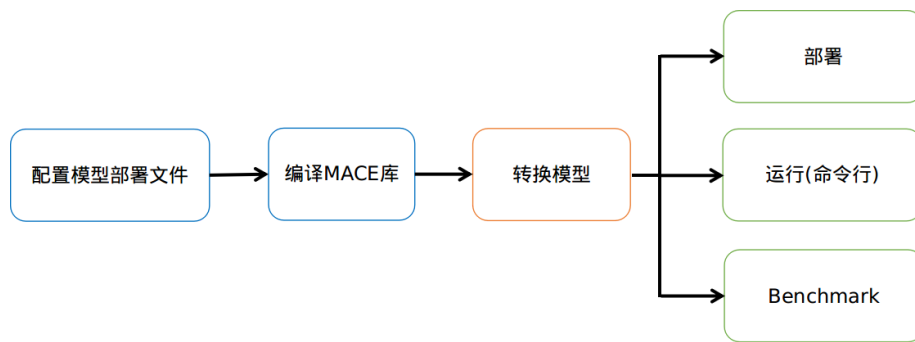 配置模型部署文件
编译MACE库
转换模型
部署
运行(命令行)
Benchmark